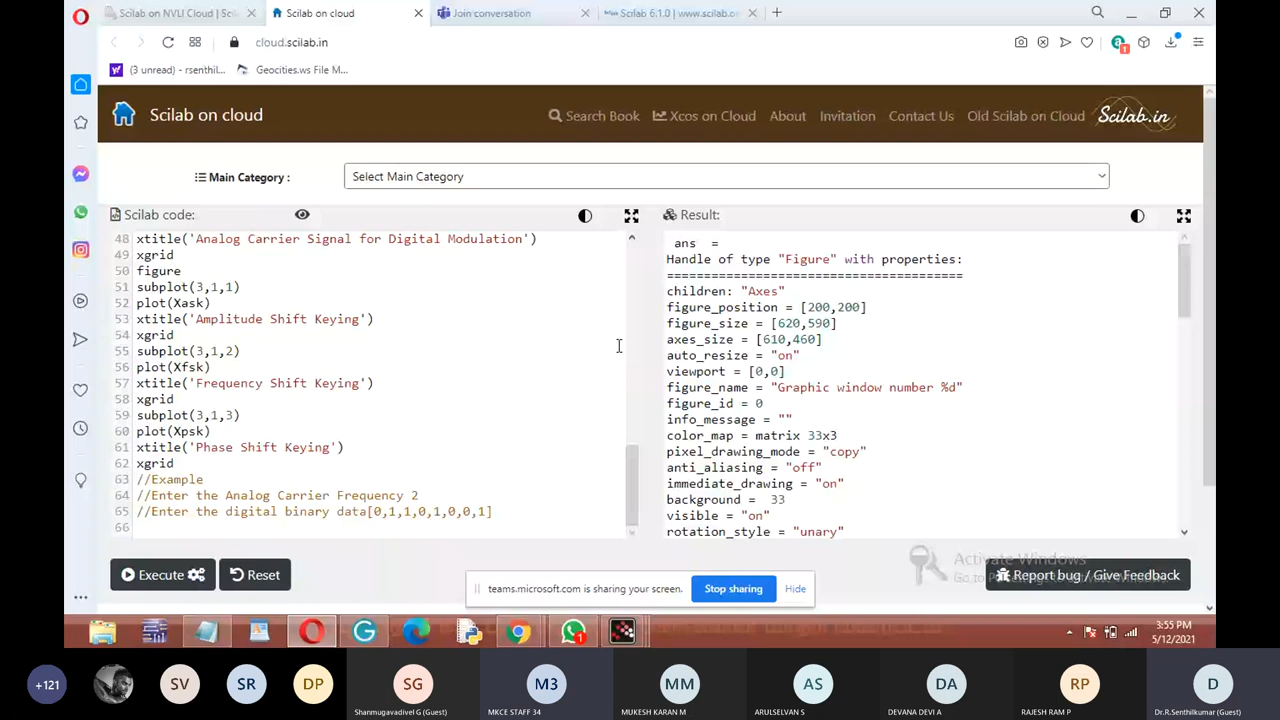 Scilab on NVLI Cloud | Scil
Scilab on cloud
Join conversation
Scilab 6.1.0 | www.scilab.or
cloud.scilab.in
1
(3 unread) - rsenthil...
Geocities.ws File M...
Scilab on cloud
Search Book
Xcos on Cloud
About
Invitation
Contact Us
Old Scilab on Cloud
Scilab.in
Main Category :
Select Main Category
Scilab code:
Result:
48 xtitle('Analog Carrier Signal for Digital Modulation')
49 xgrid
50 figure
51 subplot(3,1,1)
52 plot(Xask)
53 xtitle('Amplitude Shift Keying')
54 xgrid
55 subplot(3,1,2)
56 plot(Xfsk)
57 xtitle('Frequency Shift Keying')
58 xgrid
59 subplot(3,1,3)
60 plot(Xpsk)
61 xtitle('Phase Shift Keying')
62 xgrid
63 //Example
64 //Enter the Analog Carrier Frequency 2
65 //Enter the digital binary data[0,1,1,0,1,0,0,1]
66
ans =
Handle of type "Figure" with properties:
========================================
children: "Axes"
figure_position = [200,200]
figure_size = [620,590]
axes_size = [610,460]
auto_resize = "on"
viewport = [0,0]
figure_name = "Graphic window number %d"
figure_id = 0
info_message = ""
color_map = matrix 33x3
pixel_drawing_mode = "copy"
anti_aliasing = "off"
immediate_drawing = "on"
background = 33
visible = "on"
rotation_style = "unary"
Activate Windows
Execute
Reset
Report bug / Give Feedback
teams.microsoft.com is sharing your screen.
Stop sharing
Hide
1
3:55 PM
5/12/2021
+121
SV
SR
DP
SG
Shanmugavadivel G (Guest)
M3
MKCE STAFF 34
MM
MUKESH KARAN M
AS
ARULSELVAN S
DA
DEVANA DEVI A
RP
RAJESH RAM P
D
Dr.R.Senthilkumar (Guest)